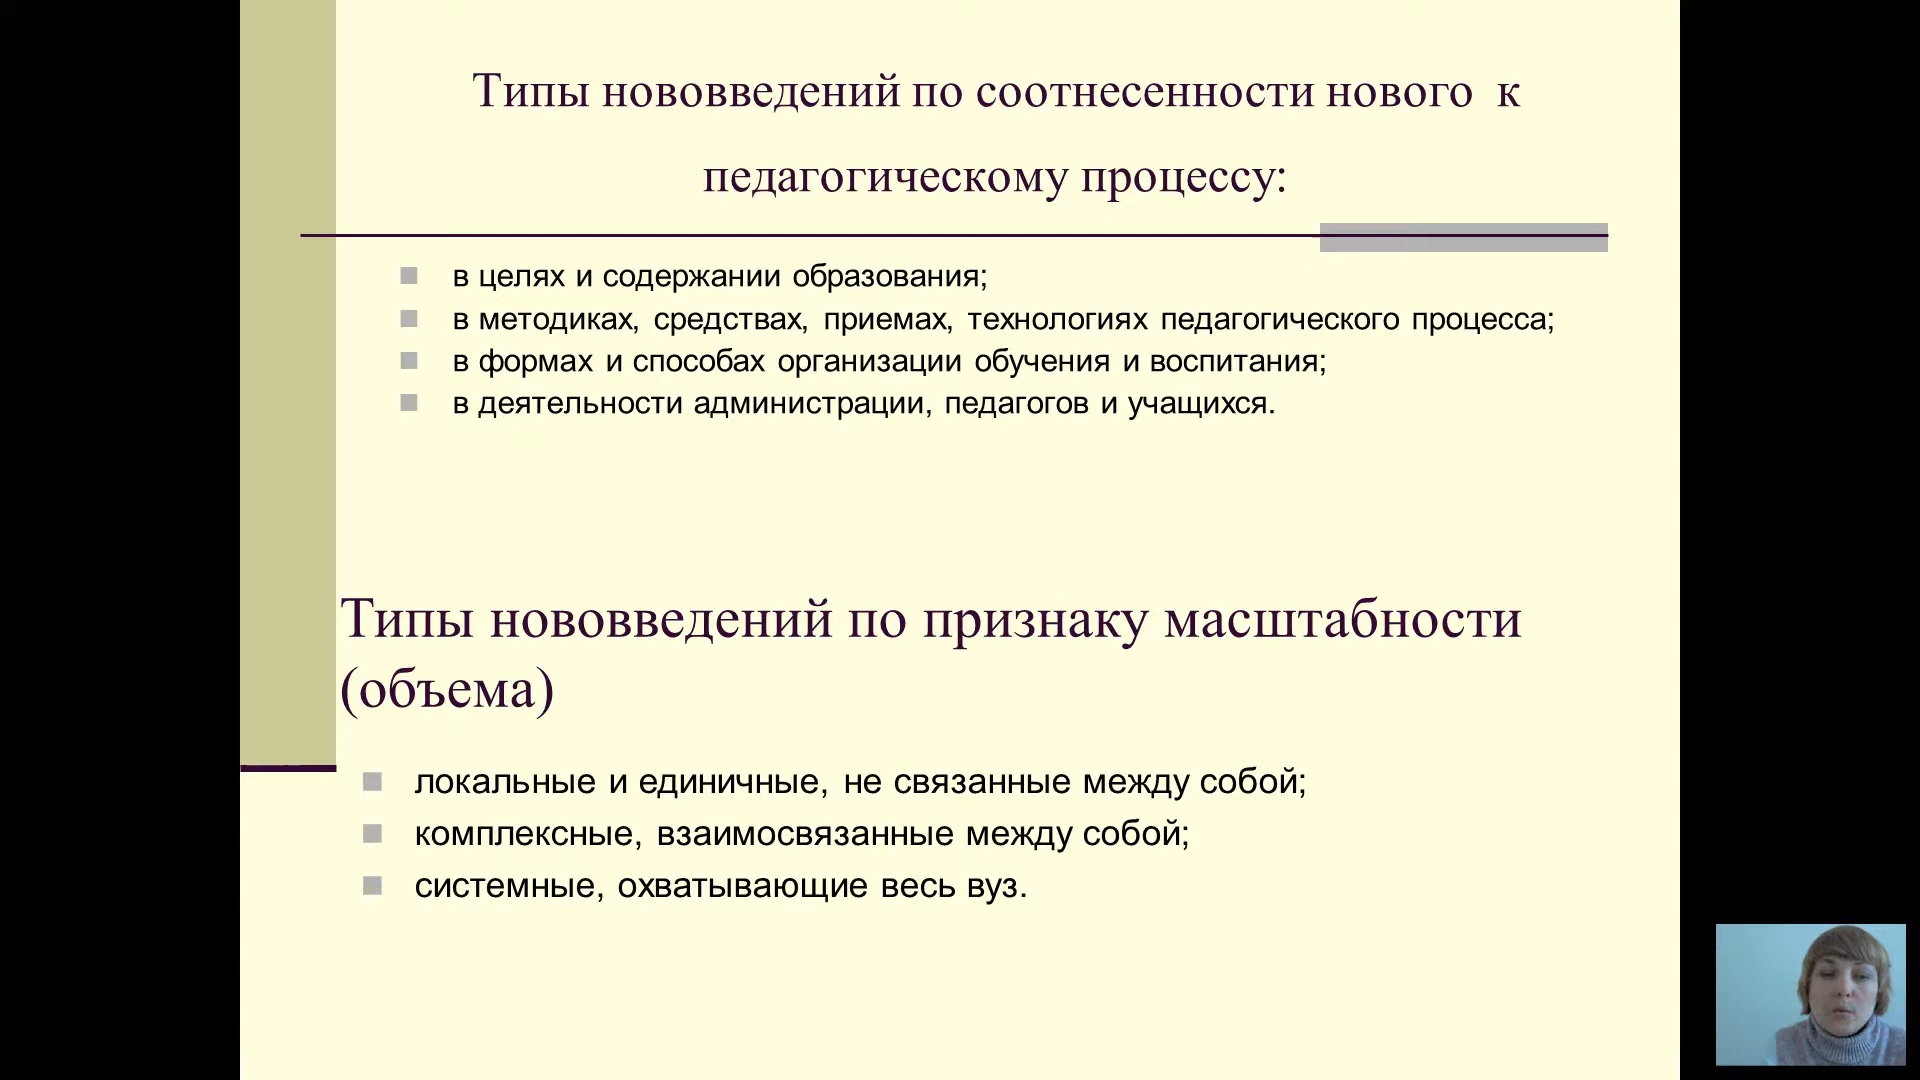 Типы нововведений по соотнесенности нового к
педагогическому процессу:
в целях и содержании образования;
в методиках, средствах, приемах, технологиях педагогического процесса;
в формах и способах организации обучения и воспитания;
в деятельности администрации, педагогов и учащихся.
Типы нововведений по признаку масштабности
(объема)
локальные и единичные, не связанные между собой;
комплексные, взаимосвязанные между собой;
системные, охватывающие весь вуз.